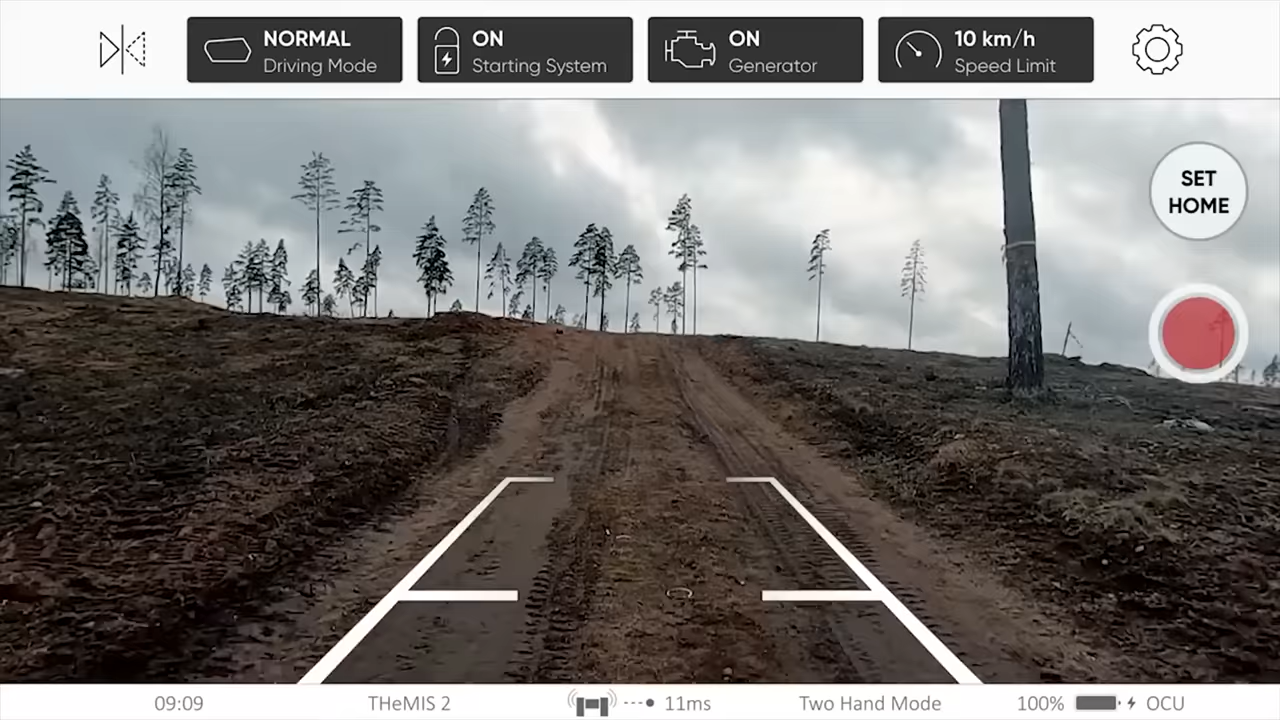 NORMAL
Driving Mode
ON
Starting System
ON
Generator
10 km/h
Speed Limit
SET
HOME
09:09
THeMIS 2
11ms
Two Hand Mode
100%
OCU